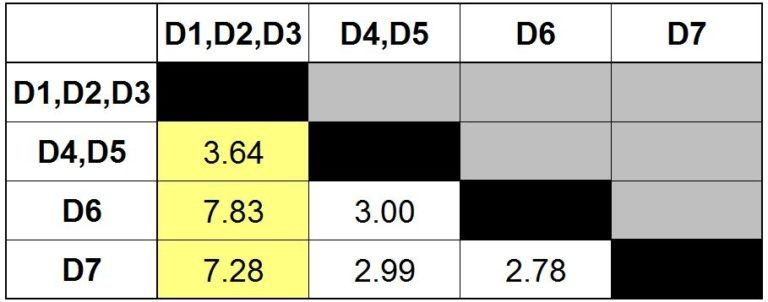 D1,D2,D3 D4,D5 D6 D7
D1,D2,D3
D4,D5 3.64
D6 7.83 3.00
D7 7.28 2.99 2.78